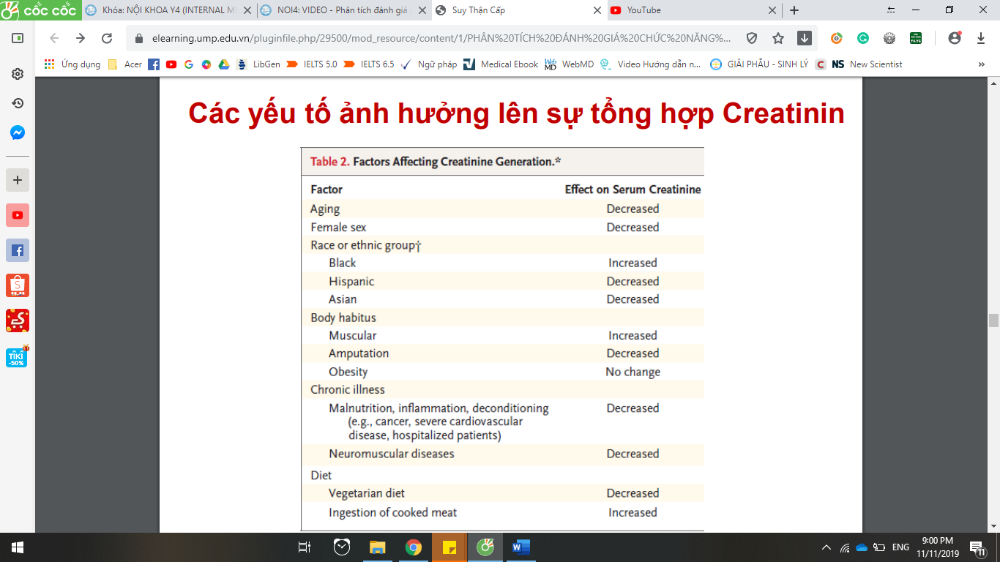 cốc cốc
Khóa: NỘI KHOA Y4 (INTERNAL M
NOI4: VIDEO - Phân tích đánh giá
Suy Thận Cấp
YouTube
elearning.ump.edu.vn/pluginfile.php/29500/mod_resource/content/1/PHÂN%20TÍCH%20ĐÁNH%20GIÁ%20CHỨC%20NĂNG%...
Ứng dụng
Acer
LibGen
IELTS 5.0
IELTS 6.5
Ngữ pháp
Medical Ebook
Web MD
WebMD
Video Hướng dẫn n...
GIẢI PHẪU - SINH LÝ
C
NS
New Scientist
»
Các yếu tố ảnh hưởng lên sự tổng hợp Creatinin
Table 2. Factors Affecting Creatinine Generation.*
Factor Effect on Serum Creatinine
Aging Decreased
Female sex Decreased
Race or ethnic group†
Black Increased
Hispanic Decreased
Asian Decreased
Body habitus
Muscular Increased
Amputation Decreased
Obesity No change
Chronic illness
Malnutrition, inflammation, deconditioning Decreased
(e.g., cancer, severe cardiovascular
disease, hospitalized patients)
Neuromuscular diseases Decreased
Diet
Vegetarian diet Decreased
Ingestion of cooked meat Increased
TIKI
-50%
ENG
9:00 PM
11/11/2019
11